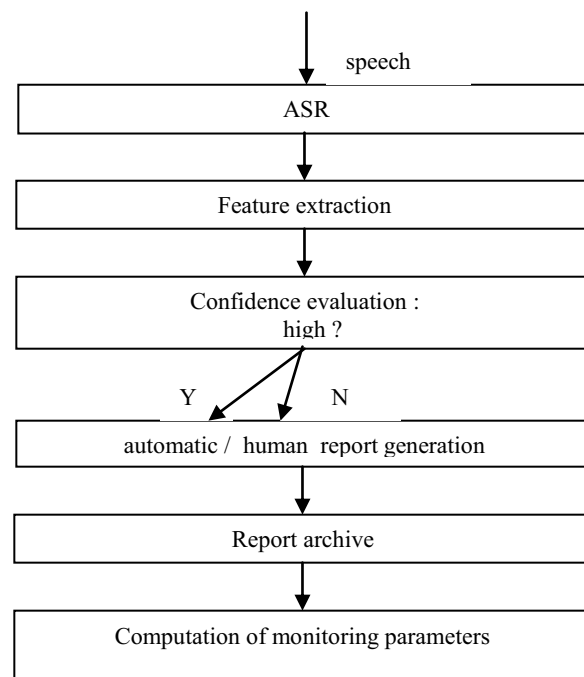 speech
ASR
Feature extraction
Confidence evaluation :
high ?
Y N
automatic / human report generation
Report archive
Computation of monitoring parameters